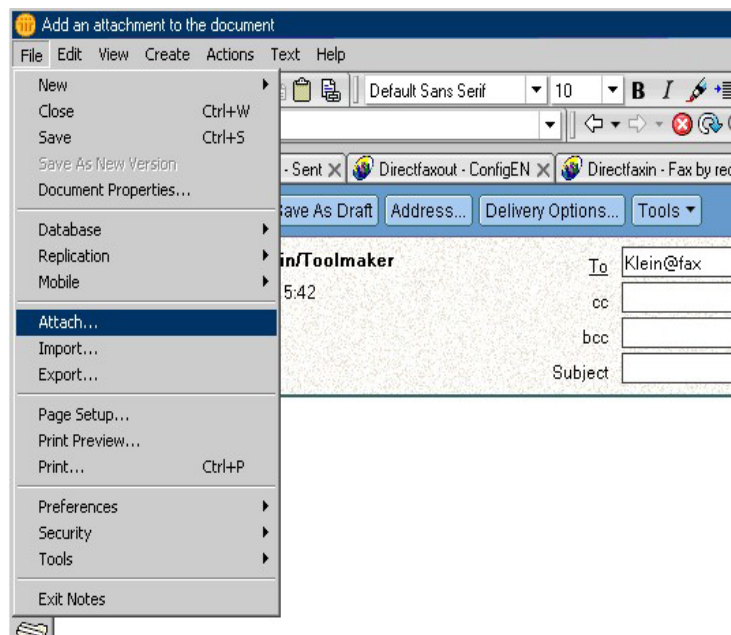 Add an attachment to the document
File Edit View Create Actions Text Help
New
Default Sans Serif 10 B I
Close Ctrl+W
Save Ctrl+S
Save As New Version
- Sent Directfaxout - ConfigEN Directfaxin - Fax by rec
Document Properties...
Save As Draft Address... Delivery Options... Tools
Database
Replication
in/Toolmaker
To Klein@fax
Mobile
5:42
cc
Attach...
bcc
Import...
Export...
Subject
Page Setup...
Print Preview...
Print... Ctrl+P
Preferences
Security
Tools
Exit Notes